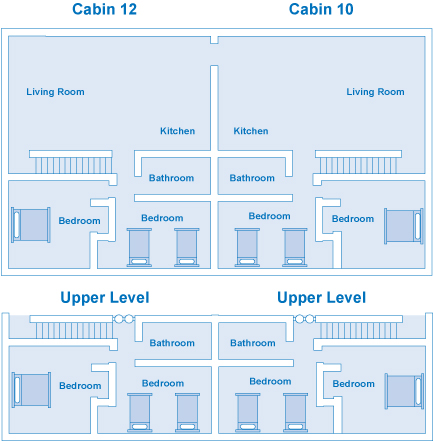 Cabin 12 Cabin 10
Living Room Living Room
Kitchen Kitchen
Bathroom Bathroom
Bedroom Bedroom Bedroom Bedroom
Upper Level Upper Level
Bathroom Bathroom
Bedroom Bedroom Bedroom Bedroom